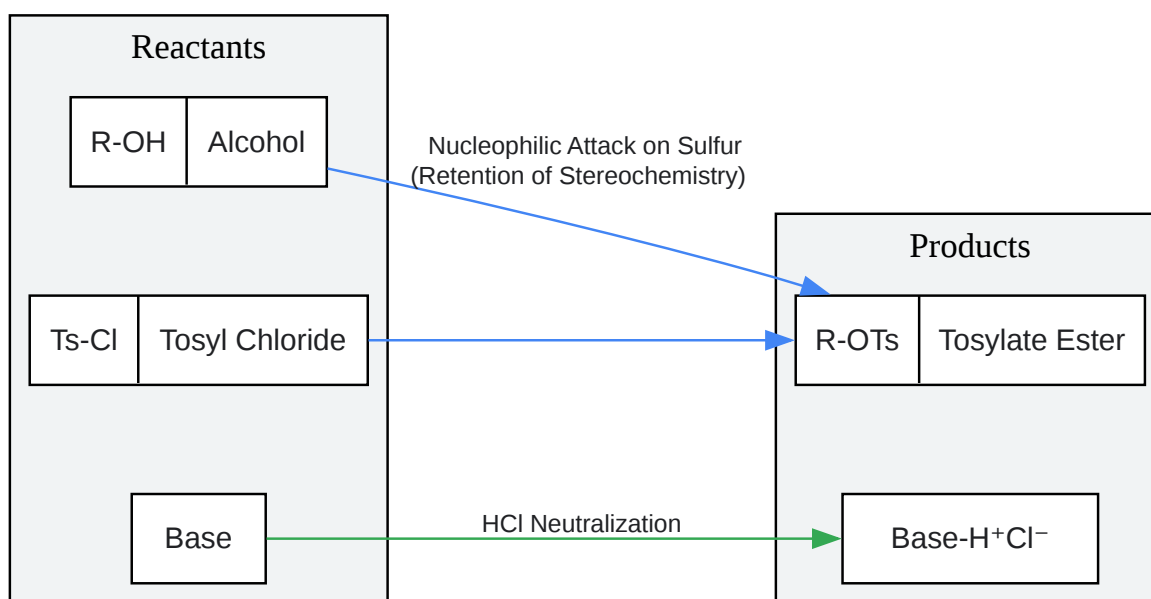 Reactants
R-OH Alcohol
Nucleophilic Attack on Sulfur
(Retention of Stereochemistry)
Products
Ts-Cl Tosyl Chloride
R-OTs Tosylate Ester
Base
HCl Neutralization
Base-H⁺Cl⁻